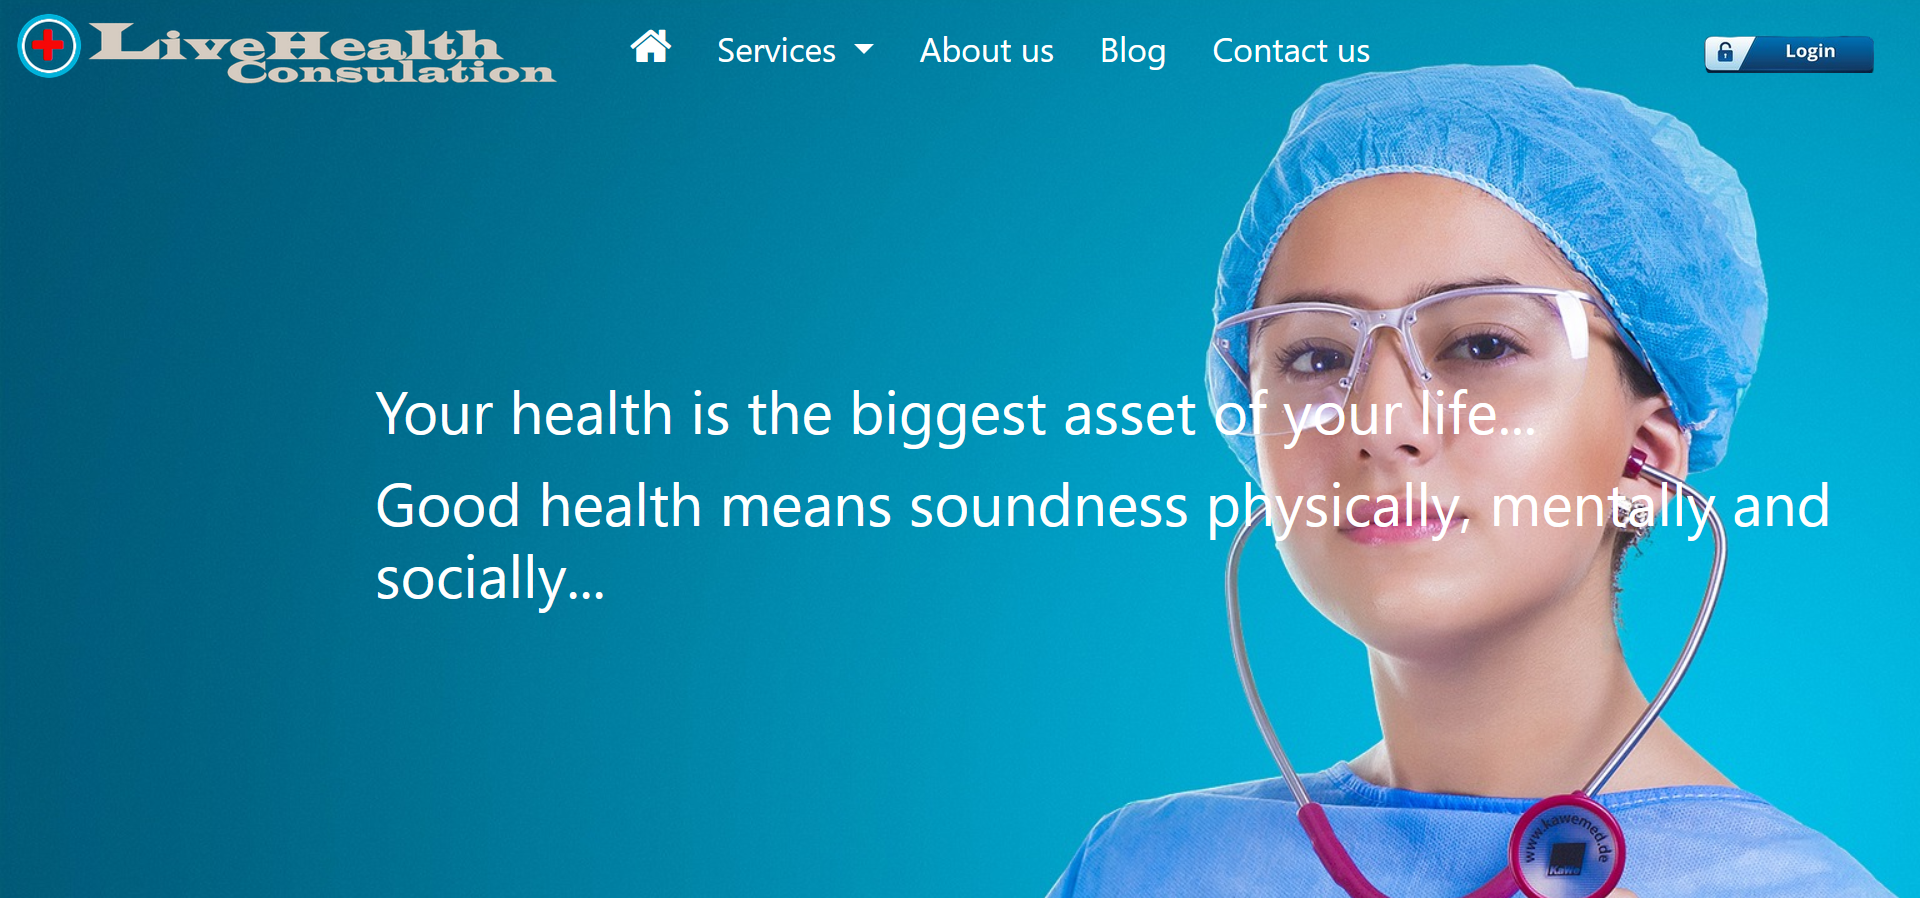 LiveHealth
Consulation
Services
About us
Blog
Contact us
Login
Your health is the biggest asset of your life...
Good health means soundness physically, mentally and
socially...
www.kawemed.de
KaWe